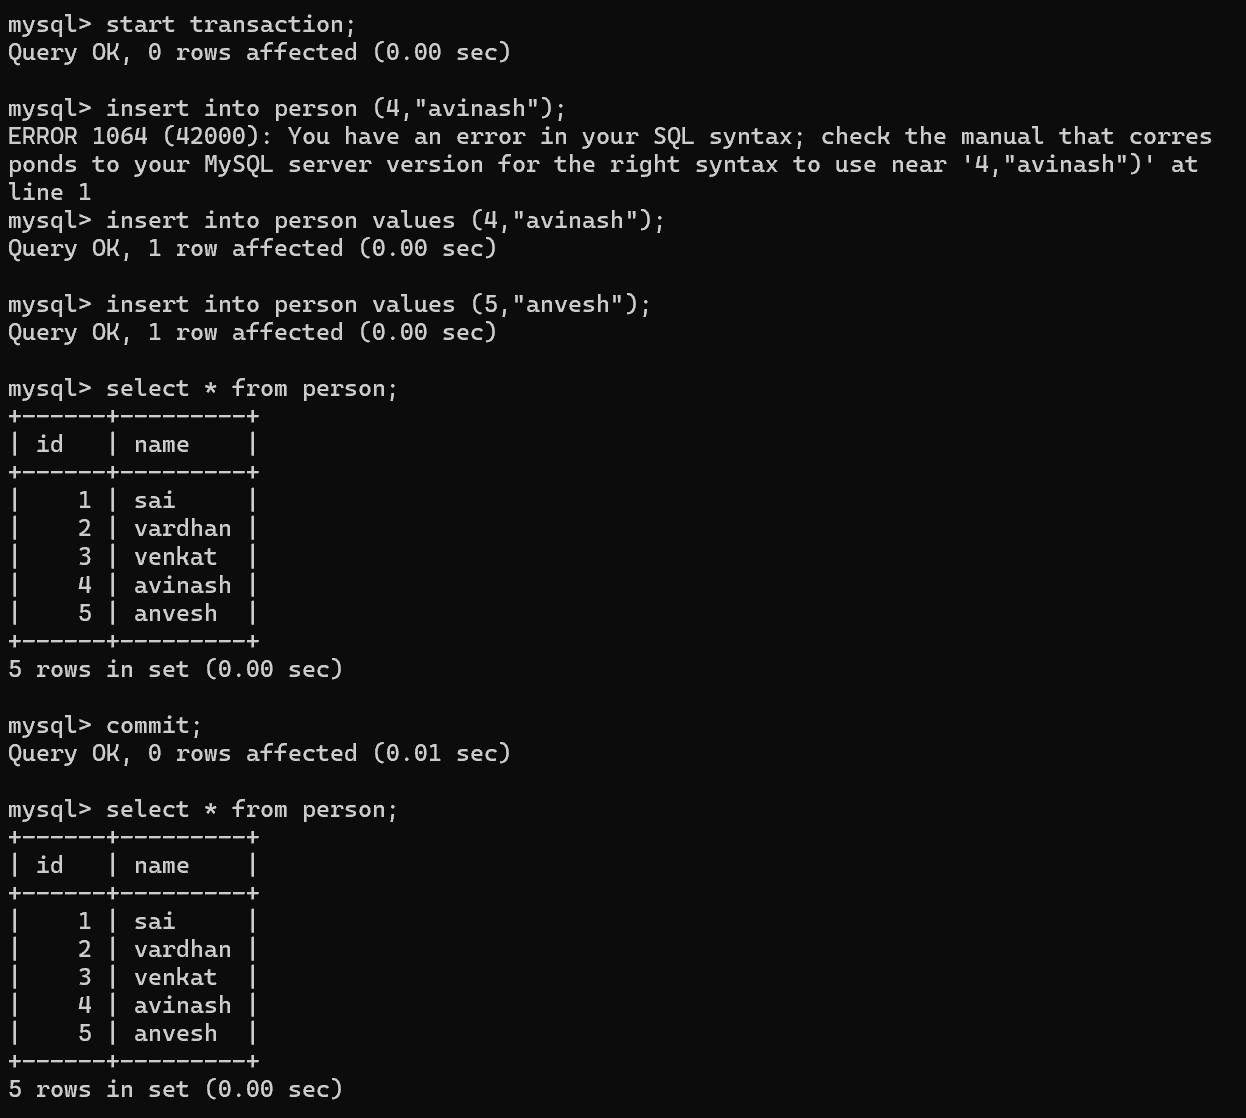 mysql> start transaction;
Query OK, 0 rows affected (0.00 sec)

mysql> insert into person (4,"avinash");
ERROR 1064 (42000): You have an error in your SQL syntax; check the manual that corres
ponds to your MySQL server version for the right syntax to use near '4,"avinash")' at
line 1
mysql> insert into person values (4,"avinash");
Query OK, 1 row affected (0.00 sec)

mysql> insert into person values (5,"anvesh");
Query OK, 1 row affected (0.00 sec)

mysql> select * from person;
+------+---------+
| id   | name    |
+------+---------+
|    1 | sai     |
|    2 | vardhan |
|    3 | venkat  |
|    4 | avinash |
|    5 | anvesh  |
+------+---------+
5 rows in set (0.00 sec)

mysql> commit;
Query OK, 0 rows affected (0.01 sec)

mysql> select * from person;
+------+---------+
| id   | name    |
+------+---------+
|    1 | sai     |
|    2 | vardhan |
|    3 | venkat  |
|    4 | avinash |
|    5 | anvesh  |
+------+---------+
5 rows in set (0.00 sec)